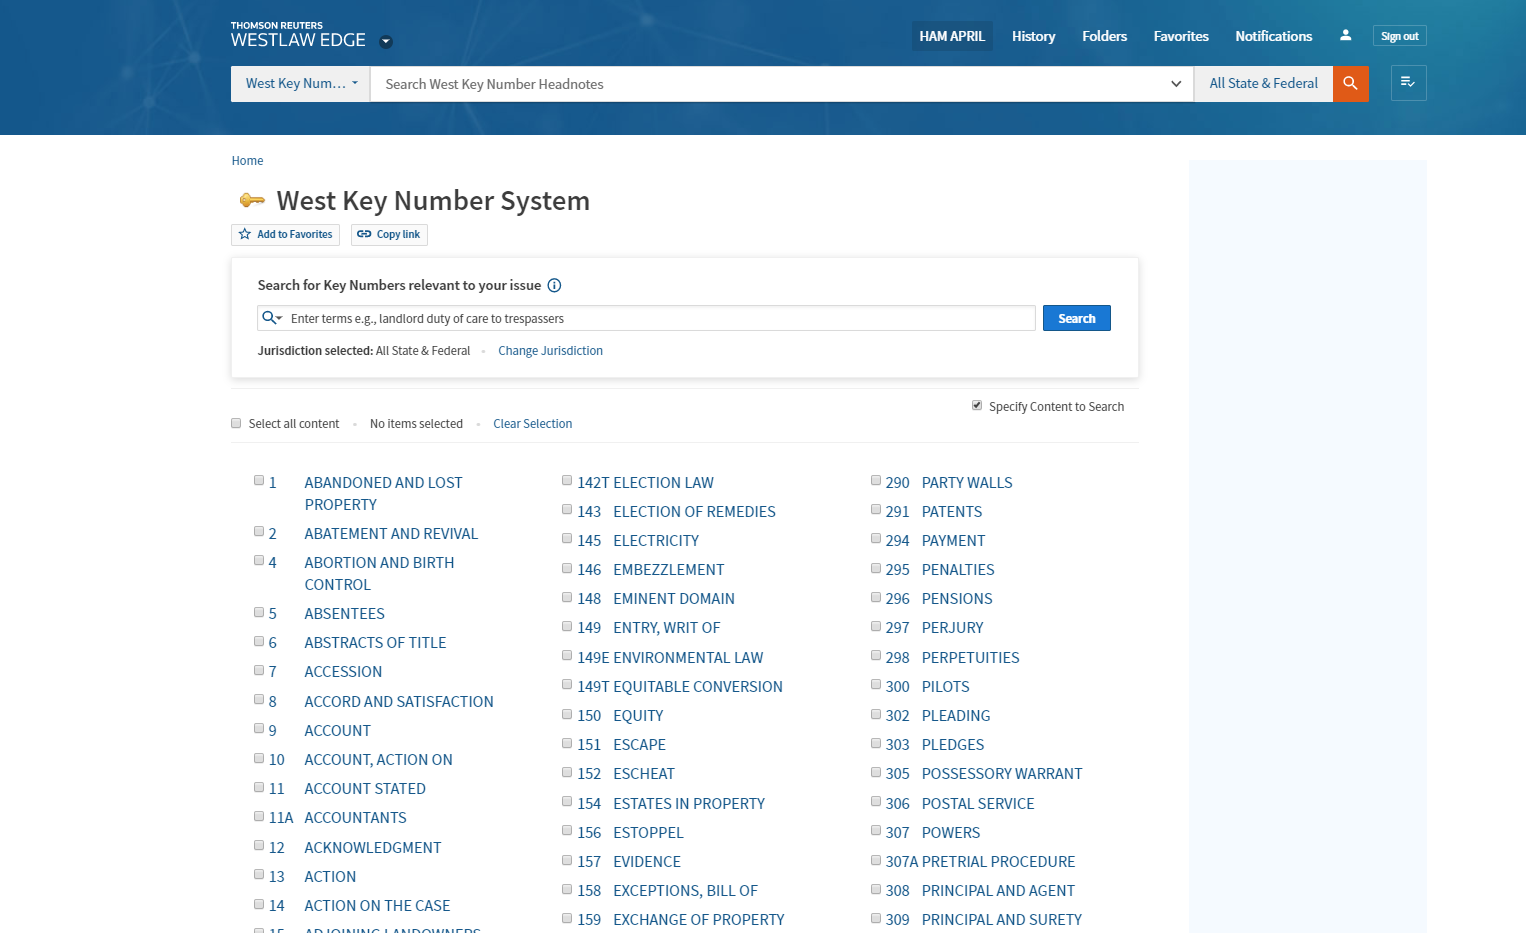 THOMSON REUTERS
WESTLAW EDGE
HAM APRIL History Folders Favorites Notifications Sign out
West Key Num... Search West Key Number Headnotes All State & Federal
Home
West Key Number System
Add to Favorites Copy link
Search for Key Numbers relevant to your issue
Enter terms e.g., landlord duty of care to trespassers Search
Jurisdiction selected: All State & Federal Change Jurisdiction
Specify Content to Search
Select all content No items selected Clear Selection
1 ABANDONED AND LOST
PROPERTY
2 ABATEMENT AND REVIVAL
4 ABORTION AND BIRTH
CONTROL
5 ABSENTEES
6 ABSTRACTS OF TITLE
7 ACCESSION
8 ACCORD AND SATISFACTION
9 ACCOUNT
10 ACCOUNT, ACTION ON
11 ACCOUNT STATED
11A ACCOUNTANTS
12 ACKNOWLEDGMENT
13 ACTION
14 ACTION ON THE CASE
15 ADJOINING LANDOWNERS
142T ELECTION LAW
143 ELECTION OF REMEDIES
145 ELECTRICITY
146 EMBEZZLEMENT
148 EMINENT DOMAIN
149 ENTRY, WRIT OF
149E ENVIRONMENTAL LAW
149T EQUITABLE CONVERSION
150 EQUITY
151 ESCAPE
152 ESCHEAT
154 ESTATES IN PROPERTY
156 ESTOPPEL
157 EVIDENCE
158 EXCEPTIONS, BILL OF
159 EXCHANGE OF PROPERTY
290 PARTY WALLS
291 PATENTS
294 PAYMENT
295 PENALTIES
296 PENSIONS
297 PERJURY
298 PERPETUITIES
300 PILOTS
302 PLEADING
303 PLEDGES
305 POSSESSORY WARRANT
306 POSTAL SERVICE
307 POWERS
307A PRETRIAL PROCEDURE
308 PRINCIPAL AND AGENT
309 PRINCIPAL AND SURETY